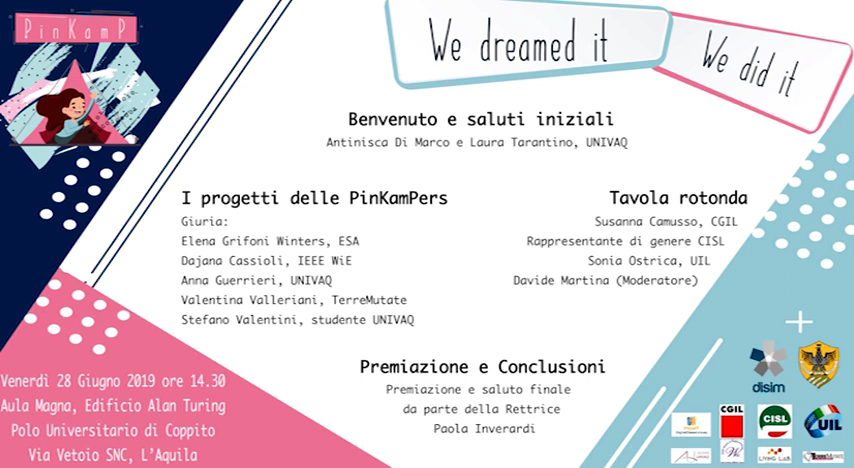 PinKamP
We dreamed it
We did it
Benvenuto e saluti iniziali
Antinisca Di Marco e Laura Tarantino, UNIVAQ
I progetti delle PinKamPers
Giuria:
Elena Grifoni Winters, ESA
Dajana Cassioli, IEEE WiE
Anna Guerrieri, UNIVAQ
Valentina Valleriani, TerreMutate
Stefano Valentini, studente UNIVAQ
Tavola rotonda
Susanna Camusso, CGIL
Rappresentante di genere CISL
Sonia Ostrica, UIL
Davide Martina (Moderatore)
Premiazione e Conclusioni
Premiazione e saluto finale
da parte della Rettrice
Paola Inverardi
Venerdì 28 Giugno 2019 ore 14.30
Aula Magna, Edificio Alan Turing
Polo Universitario di Coppito
Via Vetoio SNC, L'Aquila
disim
CGIL
CISL
UIL
LIVING LAB